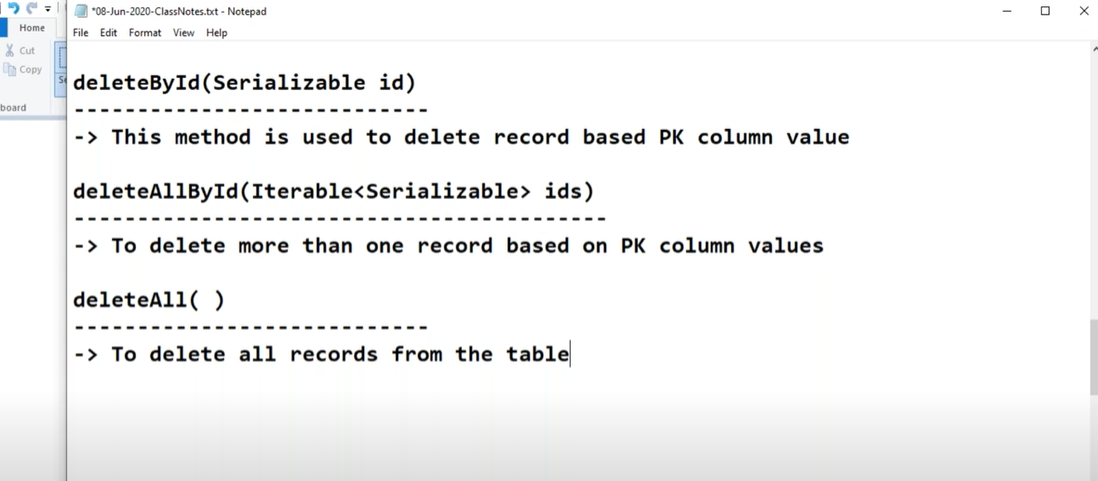 *08-Jun-2020-ClassNotes.txt - Notepad
Home
File Edit Format View Help
Cut
Copy
Se
board
deleteById(Serializable id)
----------------------------
-> This method is used to delete record based PK column value
deleteAllById(Iterable<Serializable> ids)
------------------------------------------
-> To delete more than one record based on PK column values
deleteAll( )
----------------------------
-> To delete all records from the table